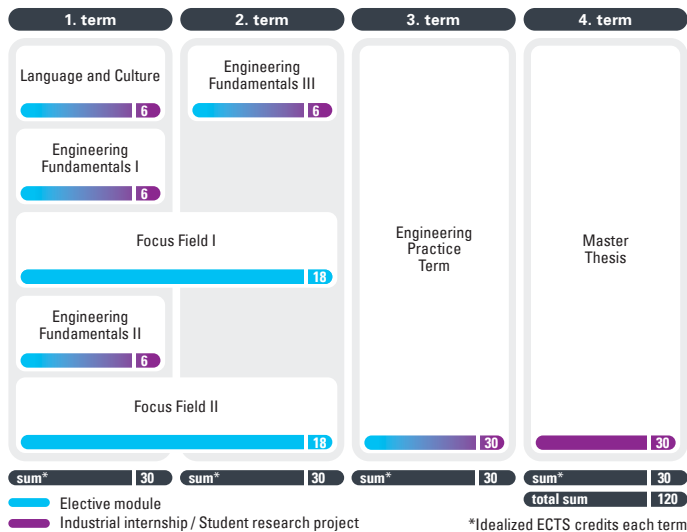 1. term
2. term
3. term
4. term
Language and Culture
6
Engineering
Fundamentals III
6
Engineering
Fundamentals I
6
Focus Field I
18
Engineering
Fundamentals II
6
Focus Field II
18
Engineering
Practice
Term
30
Master
Thesis
30
sum* 30
sum* 30
sum* 30
sum* 30
total sum 120
Elective module
Industrial internship / Student research project
*Idealized ECTS credits each term